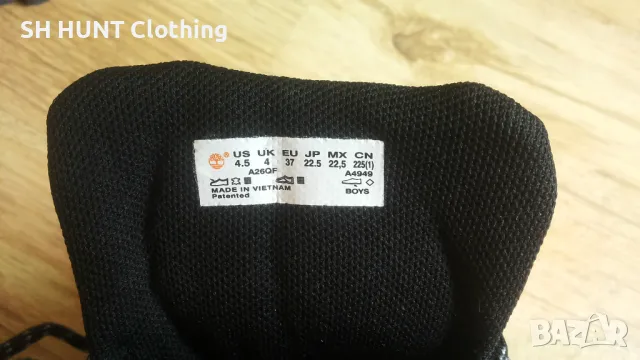 SH HUNT Clothing
US UK EU JP MX CN
4.5 4 37 22.5 22,5 225(1)
A26QF A4949
MADE IN VIETNAM BOYS
Patented
BAZAR